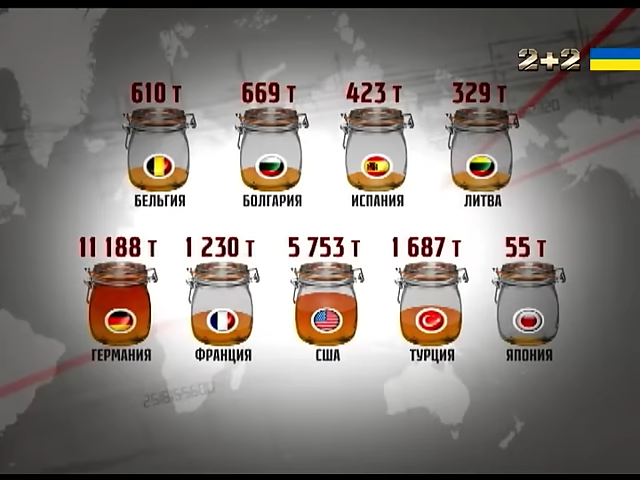 2+2
610 Т 669 Т 423 Т 329 Т
БЕЛЬГИЯ БОЛГАРИЯ ИСПАНИЯ ЛИТВА
11 188 Т 1 230 Т 5 753 Т 1 687 Т 55 Т
ГЕРМАНИЯ ФРАНЦИЯ США ТУРЦИЯ ЯПОНИЯ